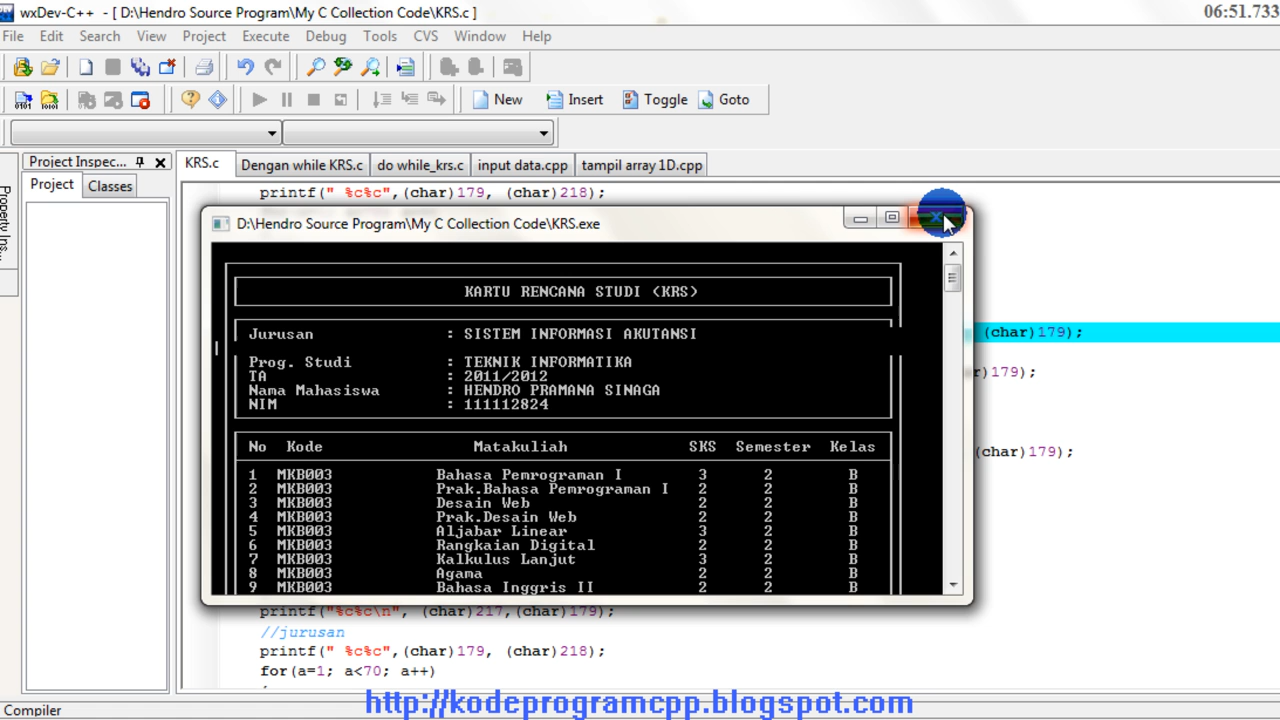 wxDev-C++ - [ D:\Hendro Source Program\My C Collection Code\KRS.c ]
06:51.733
File Edit Search View Project Execute Debug Tools CVS Window Help
New Insert Toggle Goto
Project Inspec...
KRS.c Dengan while KRS.c do while_krs.c input data.cpp tampil array 1D.cpp
Project Classes
Property Ins...
printf(" %c%c",(char)179, (char)218);
D:\Hendro Source Program\My C Collection Code\KRS.exe
KARTU RENCANA STUDI (KRS)
Jurusan : SISTEM INFORMASI AKUTANSI
(char)179);
Prog. Studi : TEKNIK INFORMATIKA
r)179);
TA : 2011/2012
Nama Mahasiswa : HENDRO PRAMANA SINAGA
NIM : 111112824
No Kode Matakuliah SKS Semester Kelas
(char)179);
1 MKB003 Bahasa Pemrograman I 3 2 B
2 MKB003 Prak.Bahasa Pemrograman I 2 2 B
3 MKB003 Desain Web 2 2 B
4 MKB003 Prak.Desain Web 2 2 B
5 MKB003 Aljabar Linear 3 2 B
6 MKB003 Rangkaian Digital 2 2 B
7 MKB003 Kalkulus Lanjut 3 2 B
8 MKB003 Agama 2 2 B
9 MKB003 Bahasa Inggris II 2 2 B
printf("%c%c\n", (char)217,(char)179);
//jurusan
printf(" %c%c",(char)179, (char)218);
for(a=1; a<70; a++)
http://kodeprogramcpp.blogspot.com
Compiler